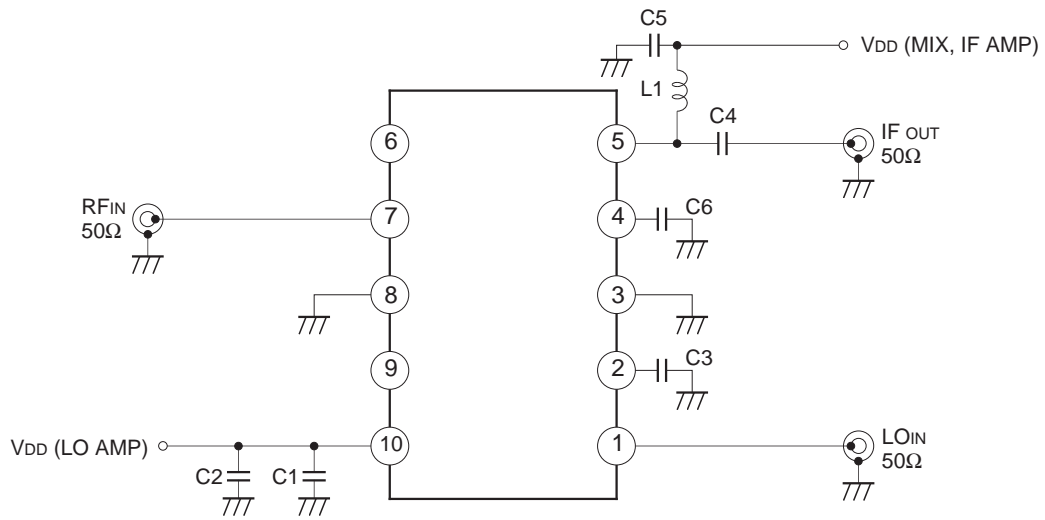 C5
VDD (MIX, IF AMP)
L1
C4
6
5
IF OUT
50Ω
RFIN
50Ω
7
4
C6
8
3
9
2
C3
VDD (LO AMP)
10
1
LOIN
50Ω
C2
C1